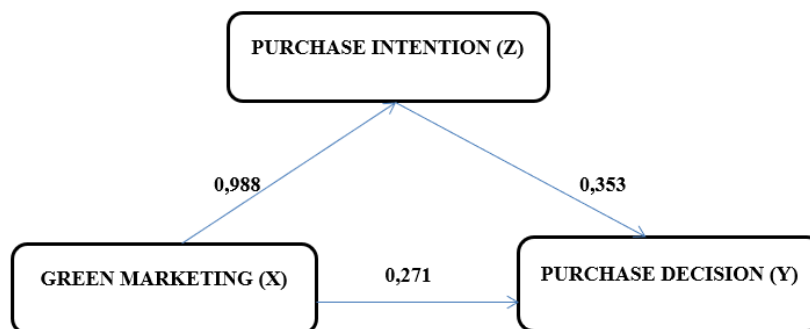 PURCHASE INTENTION (Z)
0,988
0,353
GREEN MARKETING (X)
0,271
PURCHASE DECISION (Y)